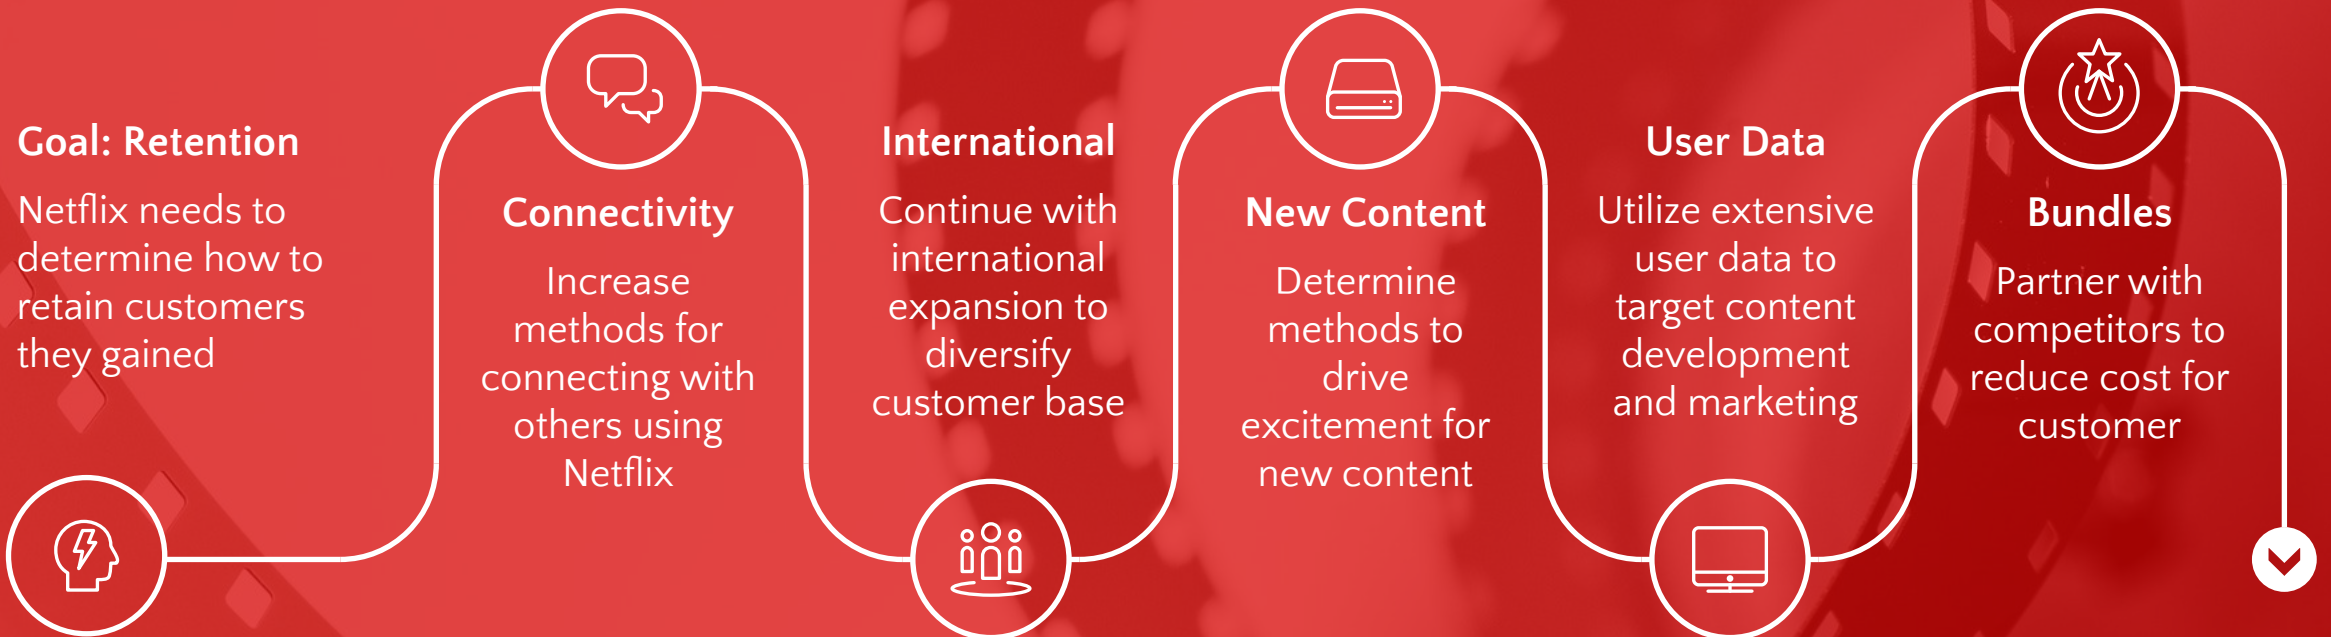 Goal: Retention
Netflix needs to
determine how to
retain customers
they gained
Connectivity
Increase
methods for
connecting with
others using
Netflix
International
Continue with
international
expansion to
diversify
customer base
New Content
Determine
methods to
drive
excitement for
new content
User Data
Utilize extensive
user data to
target content
development
and marketing
Bundles
Partner with
competitors to
reduce cost for
customer